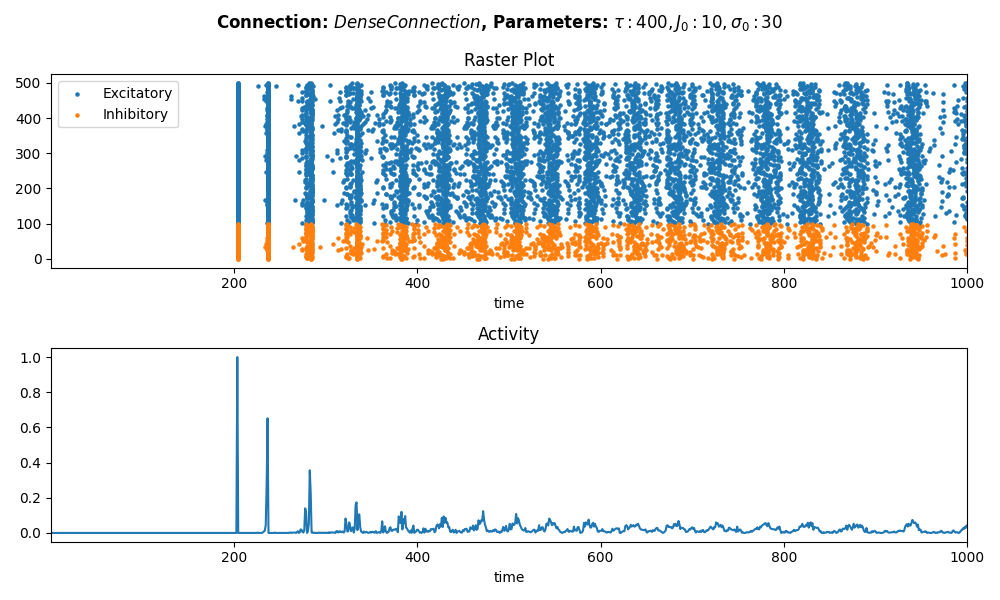 Connection: DenseConnection, Parameters: τ : 400, J₀ : 10, σ₀ : 30
Raster Plot
500
400
300
200
100
0
Excitatory
Inhibitory
200 400 600 800 1000
time
Activity
1.0
0.8
0.6
0.4
0.2
0.0
200 400 600 800 1000
time